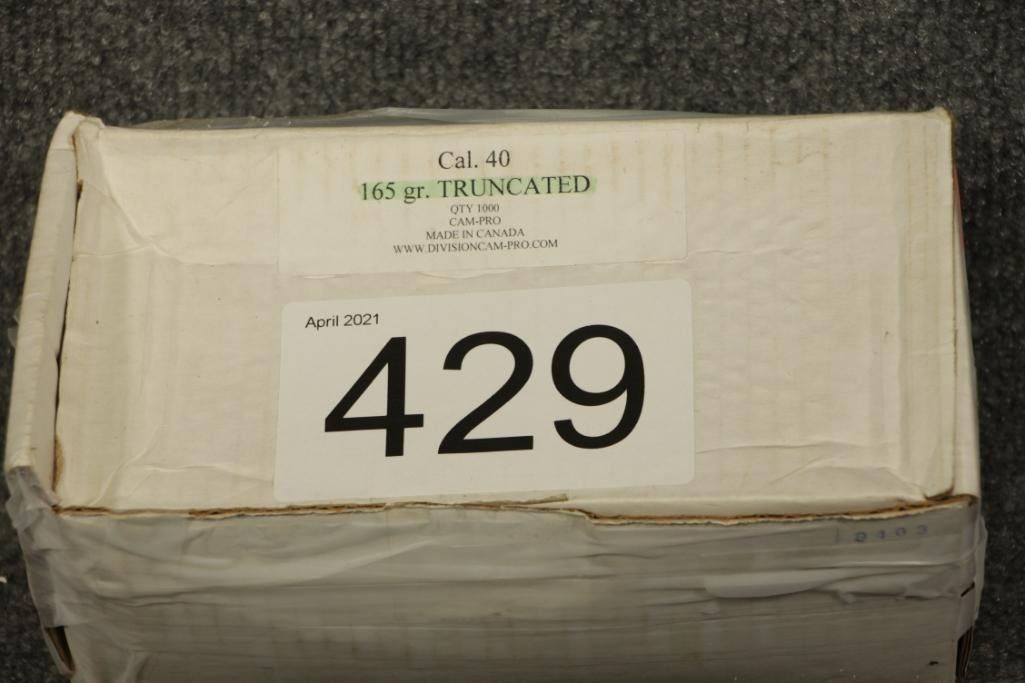 Cal. 40
165 gr. TRUNCATED
QTY 1000
CAM-PRO
MADE IN CANADA
WWW.DIVISIONCAM-PRO.COM
April 2021
429